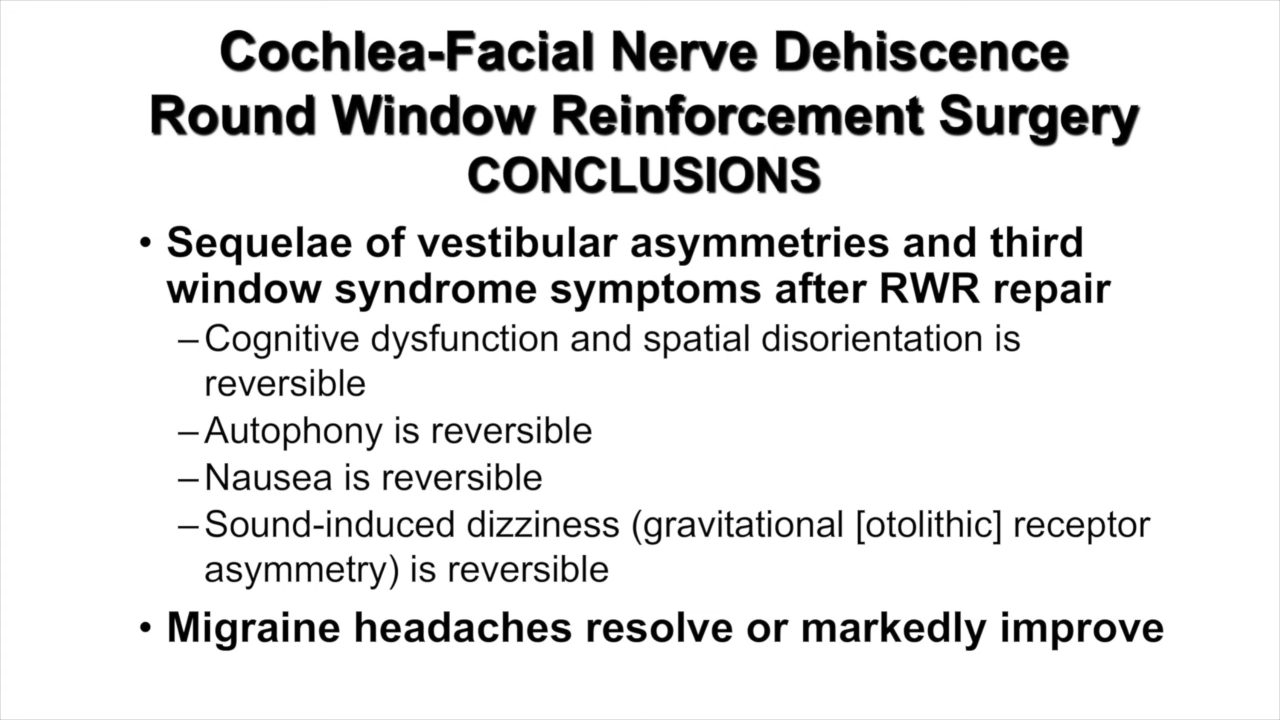 Cochlea-Facial Nerve Dehiscence
Round Window Reinforcement Surgery
CONCLUSIONS
• Sequelae of vestibular asymmetries and third
window syndrome symptoms after RWR repair
– Cognitive dysfunction and spatial disorientation is
reversible
– Autophony is reversible
– Nausea is reversible
– Sound-induced dizziness (gravitational [otolithic] receptor
asymmetry) is reversible
• Migraine headaches resolve or markedly improve